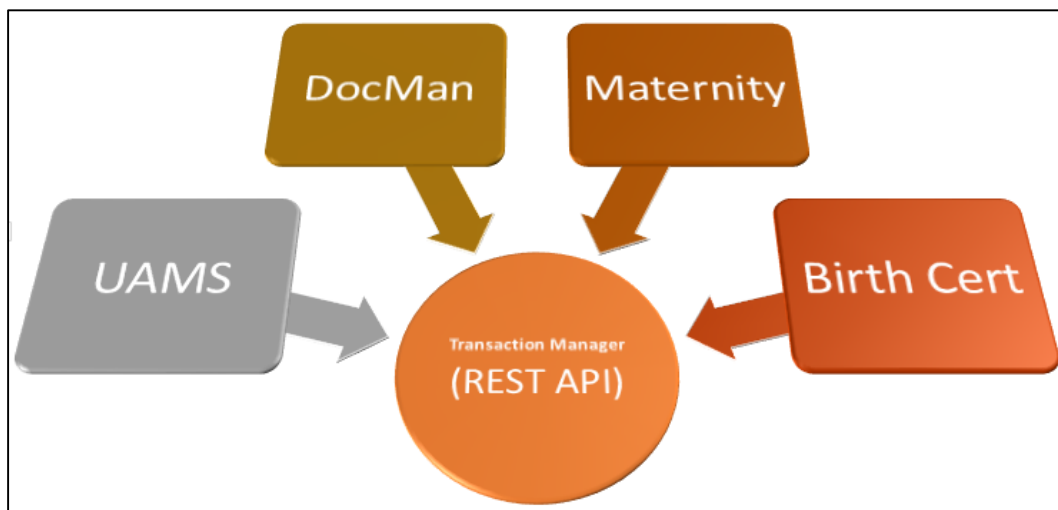 DocMan
Maternity
UAMS
Birth Cert
Transaction Manager
(REST API)